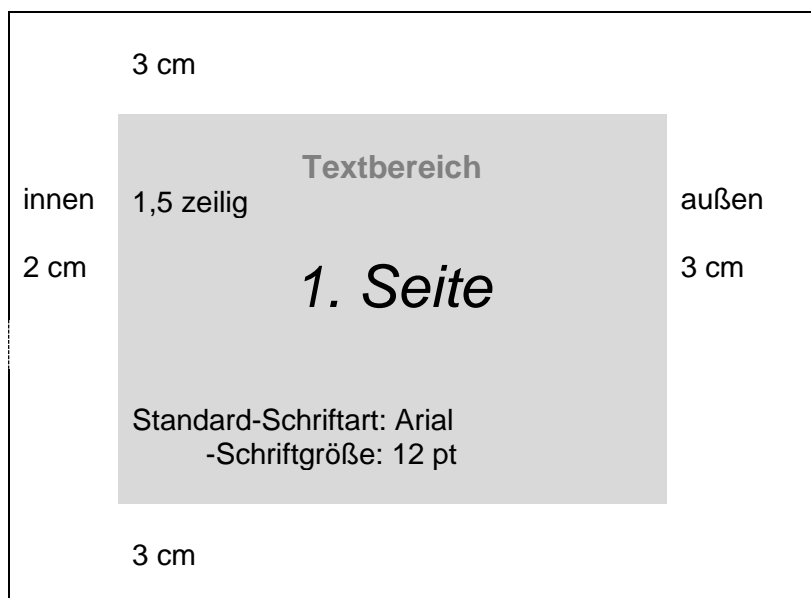 3 cm
Textbereich
innen
1,5 zeilig
außen
2 cm
1. Seite
3 cm
Standard-Schriftart: Arial
-Schriftgröße: 12 pt
3 cm